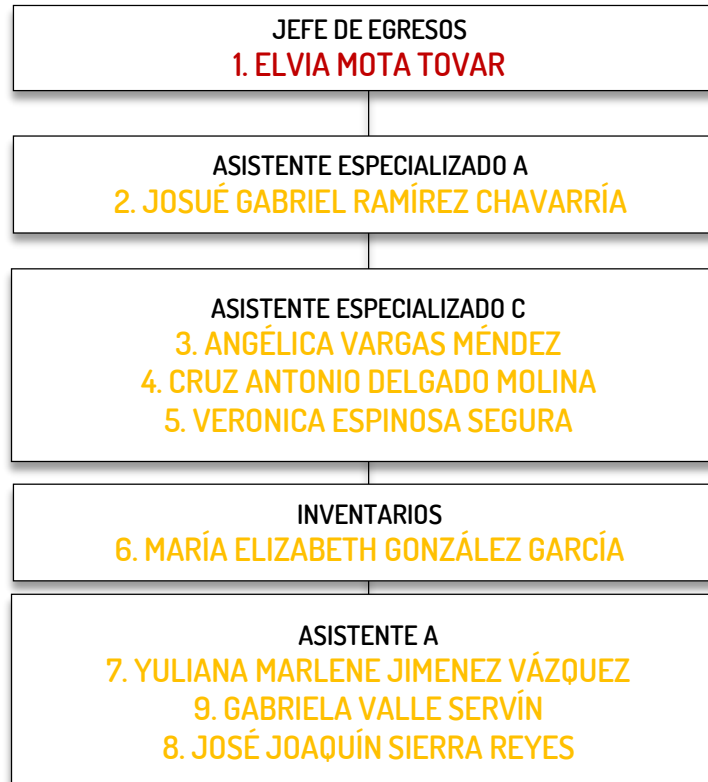 JEFE DE EGRESOS
1. ELVIA MOTA TOVAR
ASISTENTE ESPECIALIZADO A
2. JOSUÉ GABRIEL RAMÍREZ CHAVARRÍA
ASISTENTE ESPECIALIZADO C
3. ANGÉLICA VARGAS MÉNDEZ
4. CRUZ ANTONIO DELGADO MOLINA
5. VERONICA ESPINOSA SEGURA
INVENTARIOS
6. MARÍA ELIZABETH GONZÁLEZ GARCÍA
ASISTENTE A
7. YULIANA MARLENE JIMENEZ VÁZQUEZ
9. GABRIELA VALLE SERVÍN
8. JOSÉ JOAQUÍN SIERRA REYES